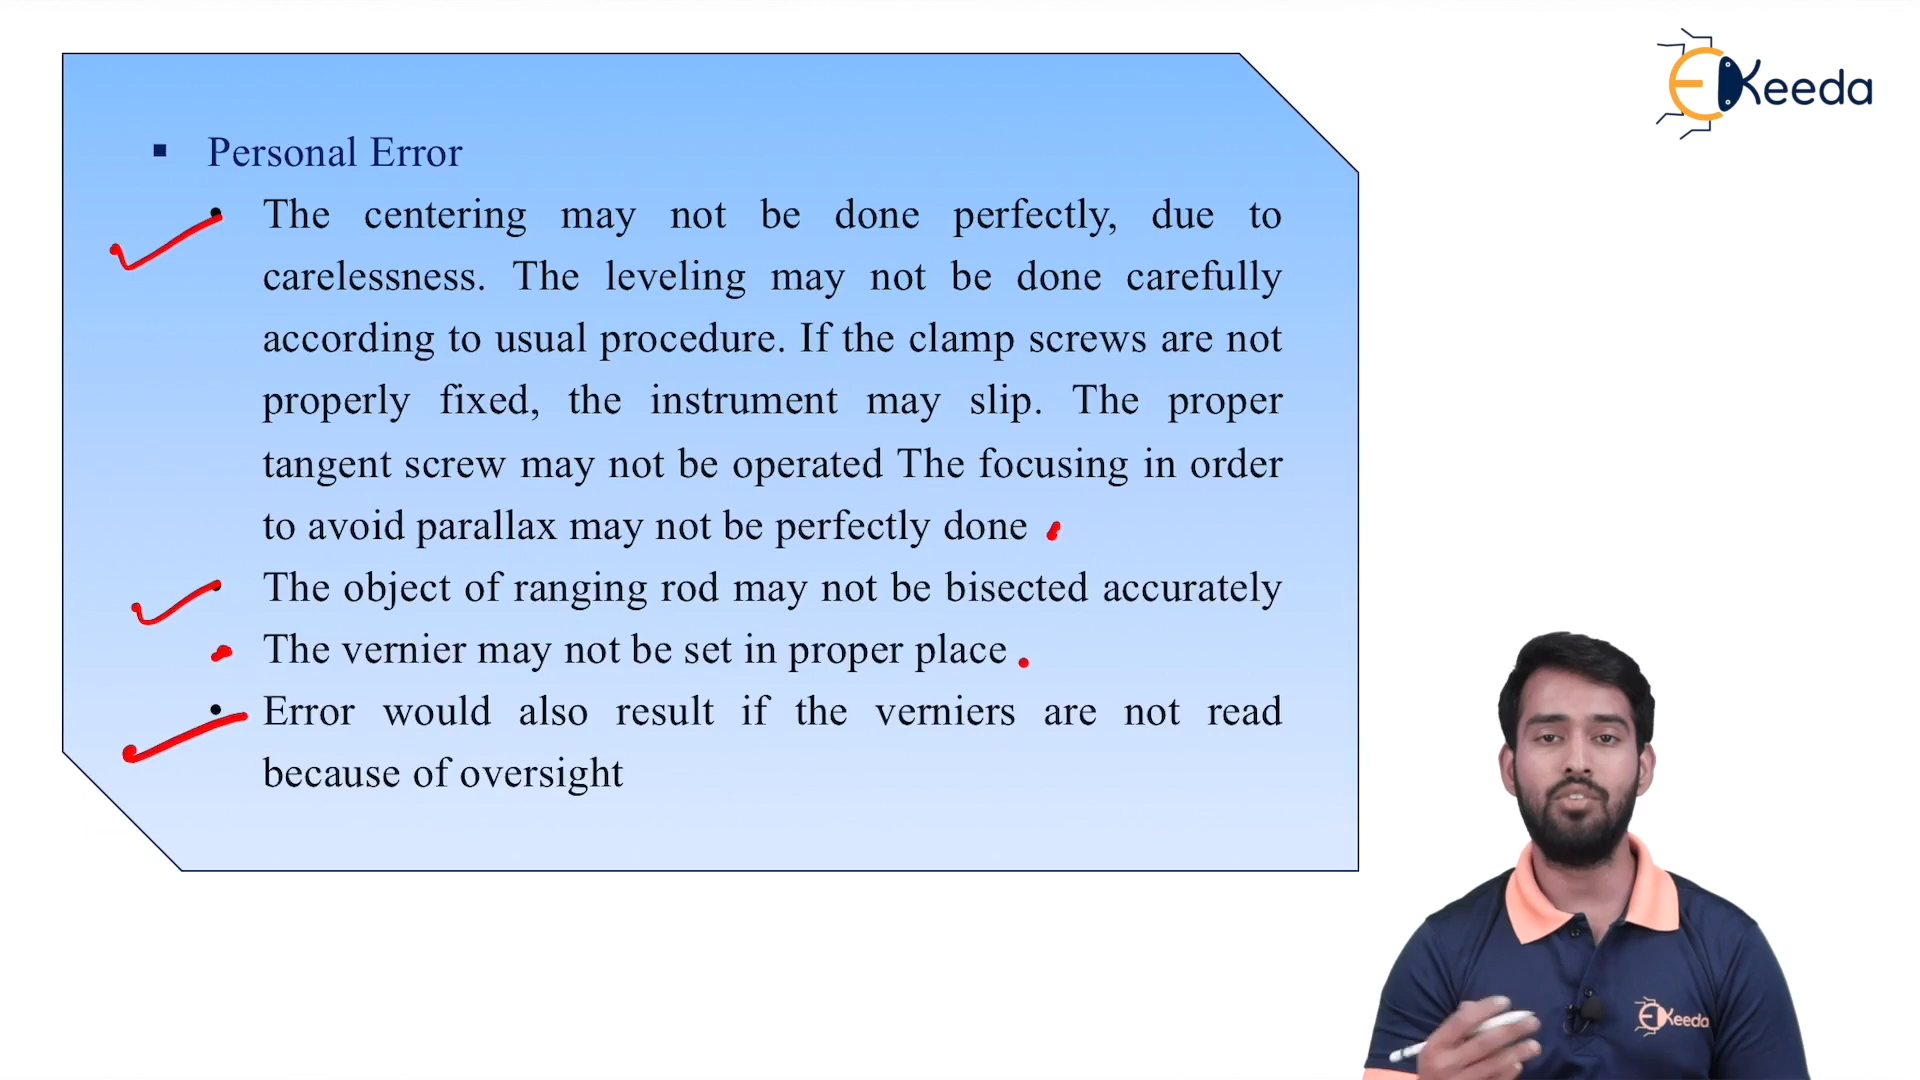 EKeeda
Personal Error
The centering may not be done perfectly, due to
carelessness. The leveling may not be done carefully
according to usual procedure. If the clamp screws are not
properly fixed, the instrument may slip. The proper
tangent screw may not be operated The focusing in order
to avoid parallax may not be perfectly done
The object of ranging rod may not be bisected accurately
The vernier may not be set in proper place
Error would also result if the verniers are not read
because of oversight
EKeeda